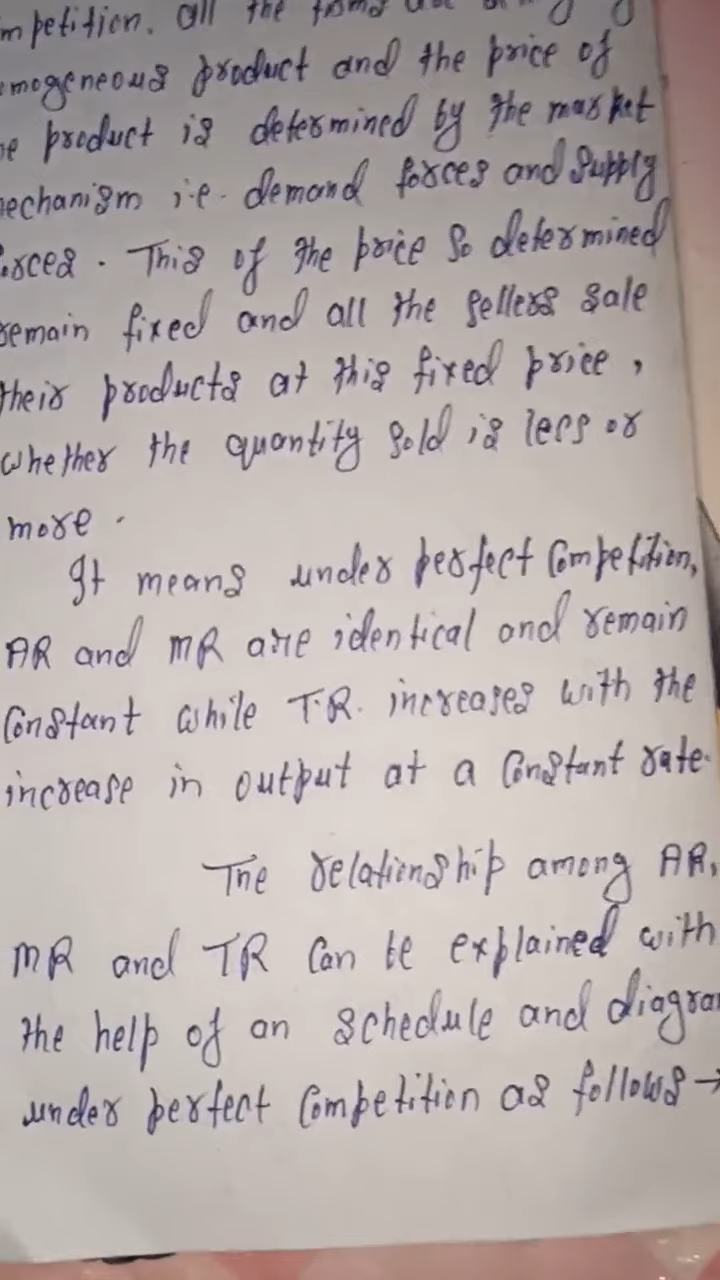 mpetition. all the firms
mogeneous product and the price of
e product is determined by the market
echanism i.e. demand forces and Supply
orces. This of the price So determined
remain fixed and all the sellers sale
their products at this fixed price,
whether the quantity sold is less or
more.
It means under perfect Competition,
AR and MR are identical and remain
Constant while T.R. increases with the
increase in output at a Constant rate.
The relationship among AR,
MR and TR Can be explained with
the help of an schedule and diagra
under perfect Competition as follows →